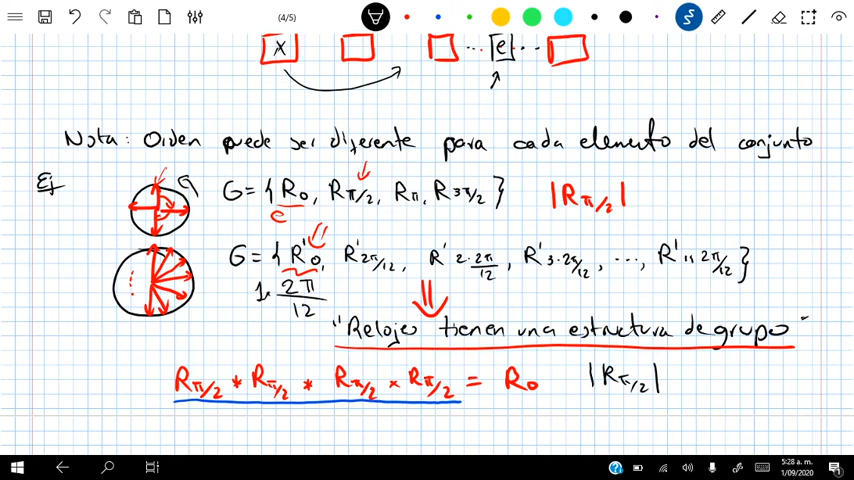 (4/5)
x e
Nota: Orden puede ser diferente para cada elemento del conjunto
Ej G = {R₀, Rπ/2, Rπ, R3π/2} |Rπ/2|
e
G = {R'0, R'2π/12, R'2·2π/12, R'3·2π/12, ..., R'11 2π/12}
1· 2π/12
"Reloj tienen una estructura de grupo"
Rπ/2 * Rπ/2 * Rπ/2 * Rπ/2 = R₀ |Rπ/2|
5:28 a. m.
1/09/2020